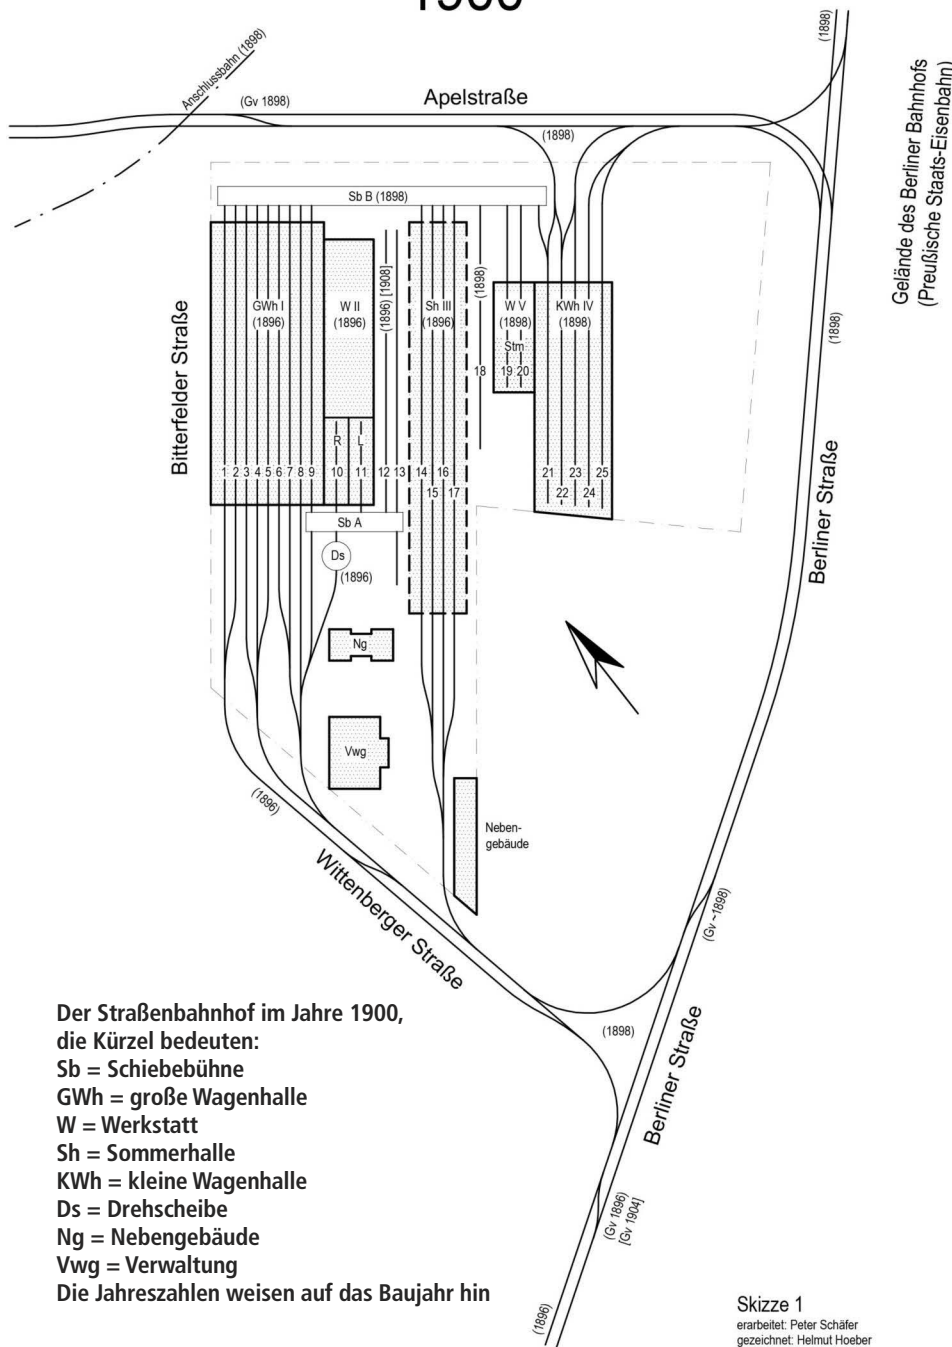 1900
(1898)
Anschlussbahn (1898)
(Gv 1898)
Apelstraße
(1898)
Gelände des Berliner Bahnhofs
(Preußische Staats-Eisenbahn)
Sb B (1898)
Bitterfelder Straße
GWh I
(1896)
W II
(1896)
(1896) [1908]
Sh III
(1896)
(1898)
W V
(1898)
Stm
KWh IV
(1898)
(1898)
18
19 20
R L
1 2 3 4 5 6 7 8 9 10 11 12 13 14 16 21 23 25
15 17 22 24
Sb A
Ds
(1896)
Berliner Straße
Ng
Vwg
(1896)
Neben-
gebäude
Wittenberger Straße
(Gv ~1898)
(1898)
Berliner Straße
Der Straßenbahnhof im Jahre 1900,
die Kürzel bedeuten:
Sb = Schiebebühne
GWh = große Wagenhalle
W = Werkstatt
Sh = Sommerhalle
KWh = kleine Wagenhalle
Ds = Drehscheibe
Ng = Nebengebäude
Vwg = Verwaltung
Die Jahreszahlen weisen auf das Baujahr hin
(Gv 1896)
[Gv 1904]
(1896)
Skizze 1
erarbeitet: Peter Schäfer
gezeichnet: Helmut Hoeber